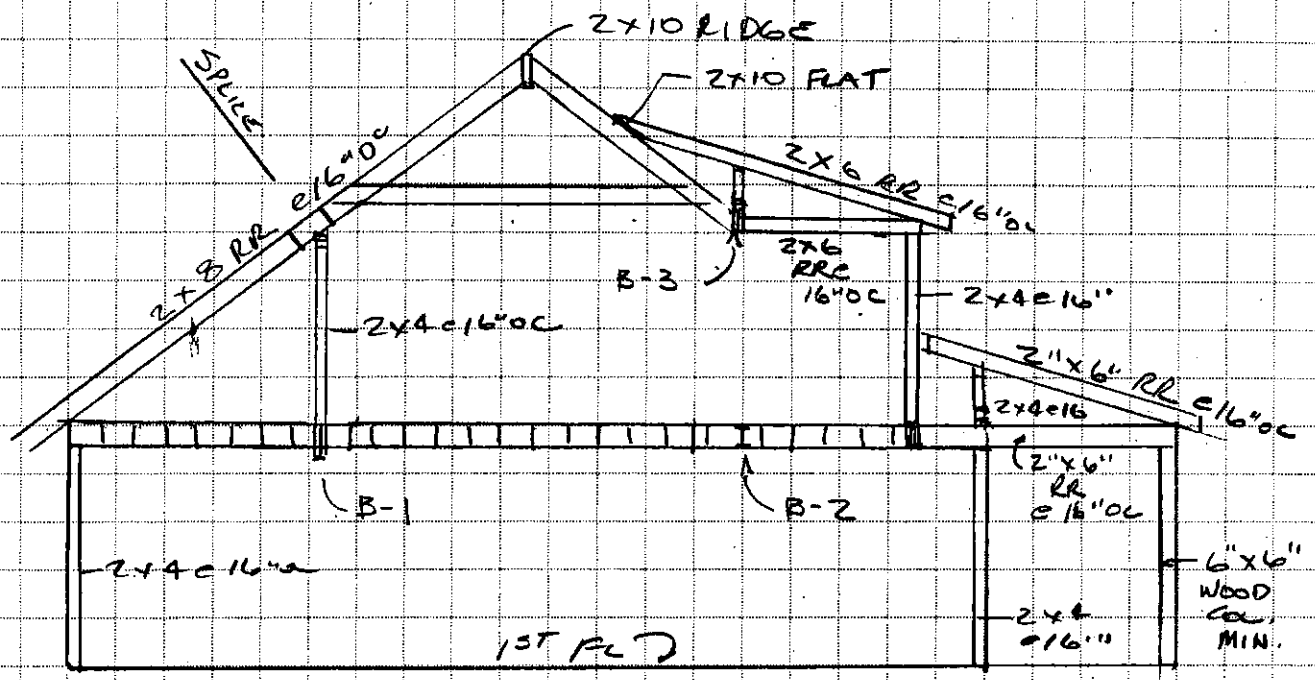 2x10 RIDGE
SPLICE
2x10 FLAT
2x8 RR @16"OC
2x6 RR @16"OC
2x6
RR@
16"OC
B-3
2x4@16"
2x4@16"OC
2"x6" RR @16"OC
2x4@16
2"x6"
RR
@16"OC
B-1
B-2
2x4@16"OC
6"x6"
WOOD
COL.
MIN.
2x4
@16"
1ST FL